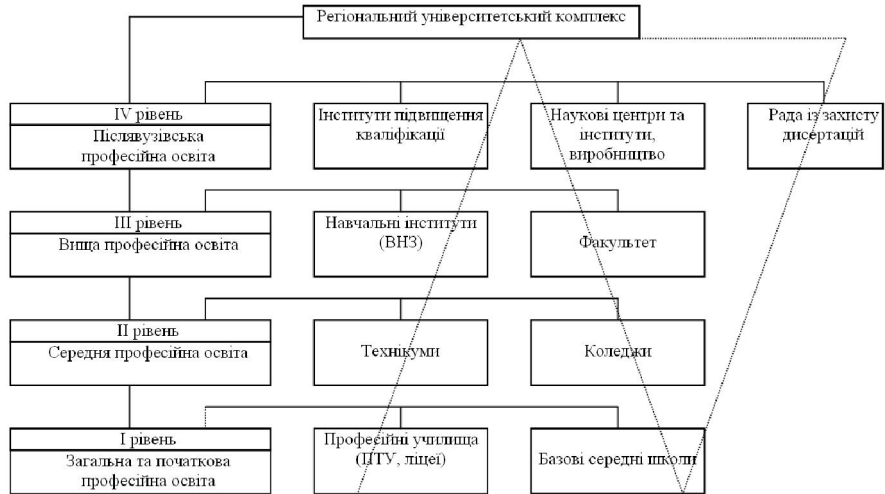 Регіональний університетський комплекс
IV рівень
Післявузівська
професійна освіта
Інститути підвищення
кваліфікації
Наукові центри та
інститути,
виробництво
Рада із захисту
дисертацій
III рівень
Вища професійна освіта
Навчальні інститути
(ВНЗ)
Факультет
II рівень
Середня професійна освіта
Технікуми
Коледжи
I рівень
Загальна та початкова
професійна освіта
Професійні училища
(ПТУ, ліцеї)
Базові середні школи